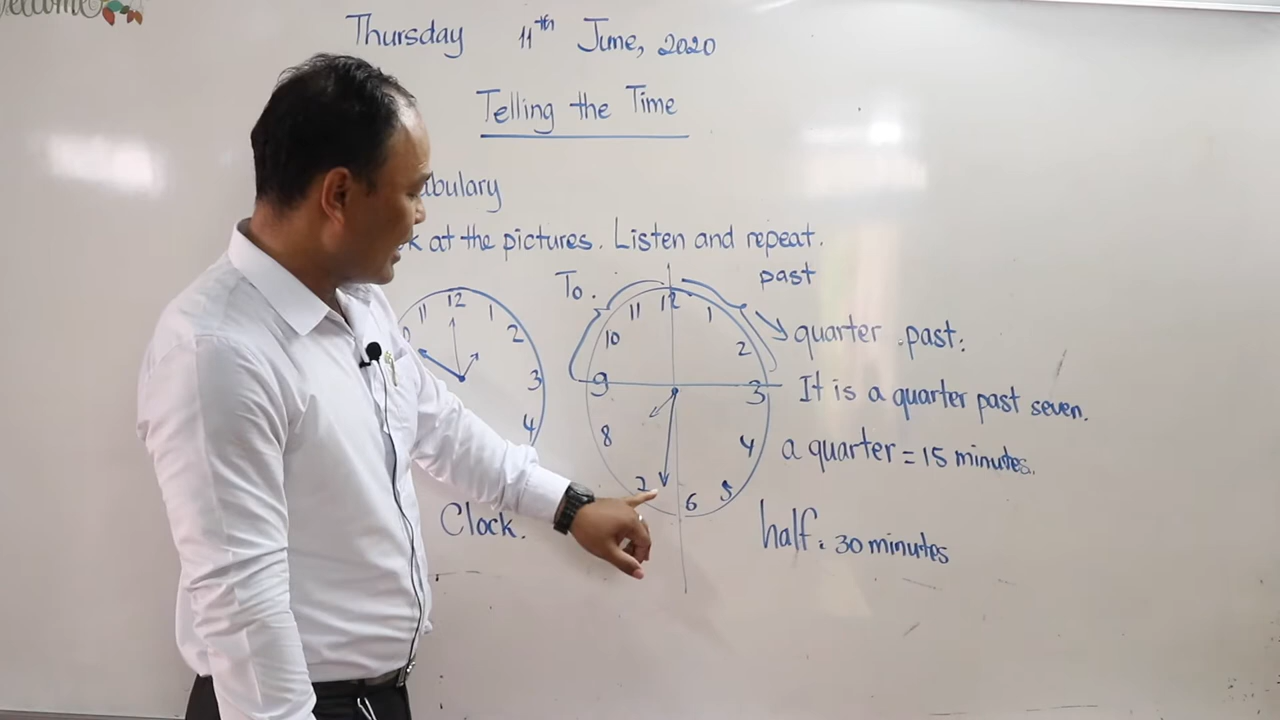 Welcome
Thursday 11th June, 2020
Telling the Time
abulary
k at the pictures. Listen and repeat.
To. past
11 12 1 2 3 4
Clock.
9 10 11 12 1 2 3 4 5 6 7 8
quarter past:
It is a quarter past seven.
a quarter = 15 minutes.
half: 30 minutes